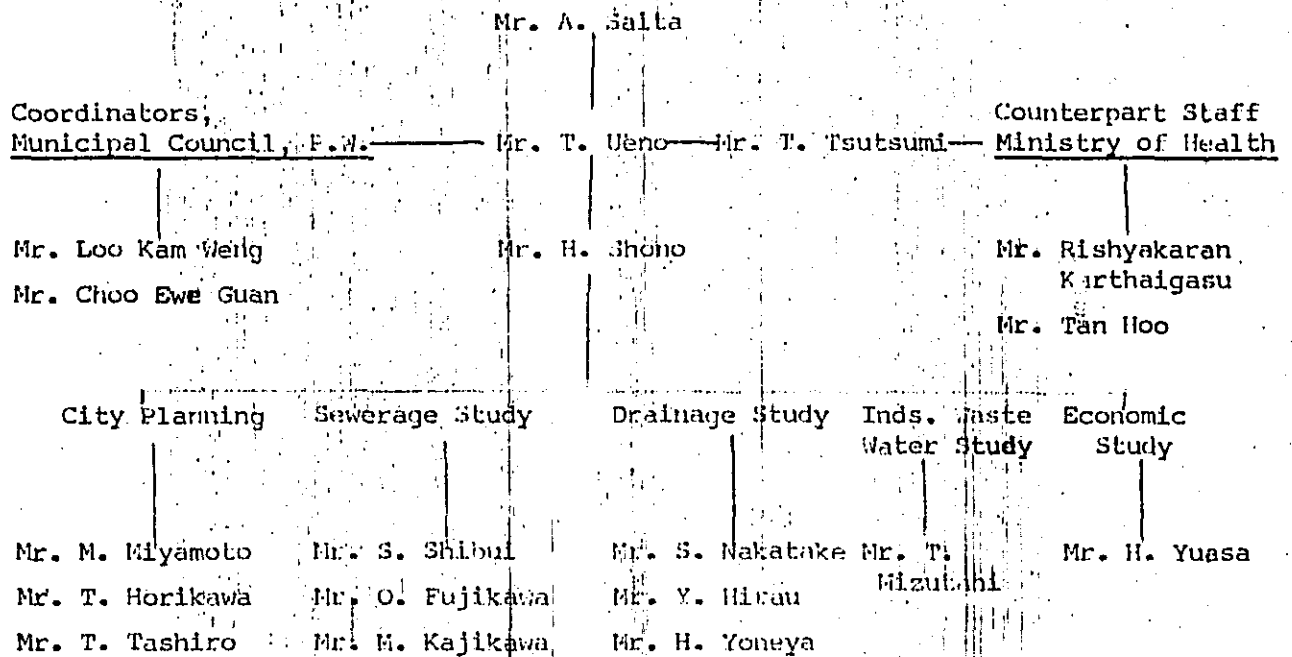 Mr. A. Saita
Coordinators,
Municipal Council, P.W.
Mr. T. Ueno
Mr. T. Tsutsumi
Counterpart Staff
Ministry of Health
Mr. Loo Kam Weng
Mr. Choo Ewe Guan
Mr. H. Shono
Mr. Rishyakaran
Karthaigasu
Mr. Tan Hoo
City Planning
Sewerage Study
Drainage Study
Inds. Waste
Water Study
Economic
Study
Mr. M. Miyamoto
Mr. T. Horikawa
Mr. T. Tashiro
Mr. S. Shibui
Mr. O. Fujikawa
Mr. M. Kajikawa
Mr. S. Nakatake
Mr. Y. Hirau
Mr. H. Yoneya
Mr. T.
Mizutani
Mr. H. Yuasa